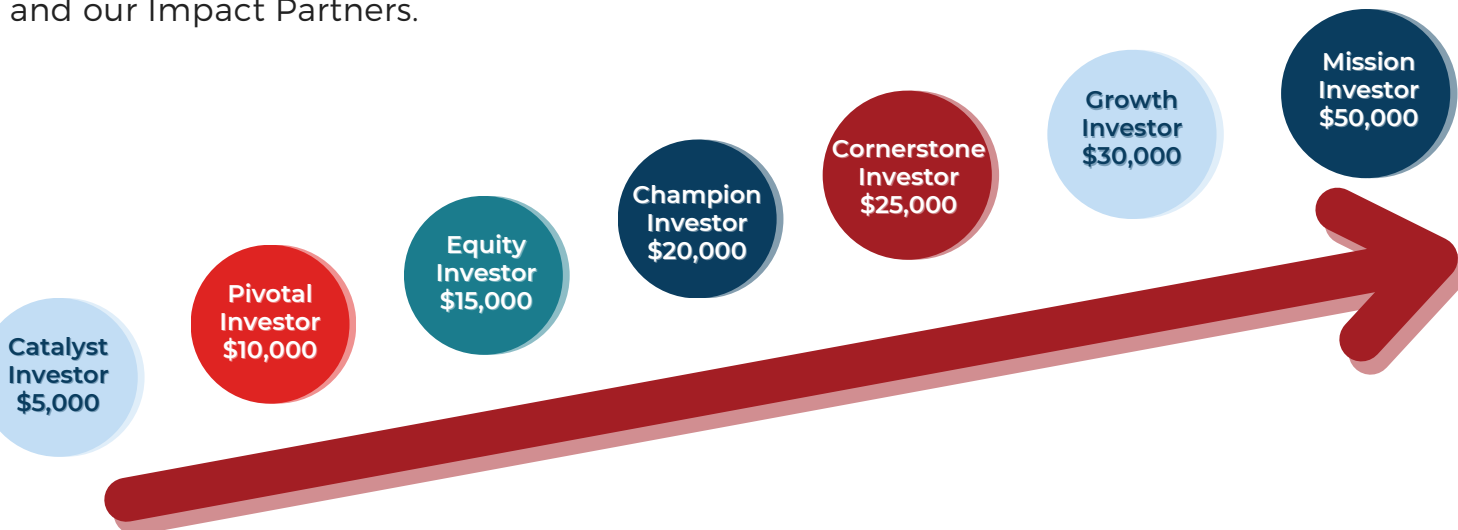 and our Impact Partners.
Mission
Investor
$50,000
Growth
Investor
$30,000
Cornerstone
Investor
$25,000
Champion
Investor
$20,000
Equity
Investor
$15,000
Pivotal
Investor
$10,000
Catalyst
Investor
$5,000